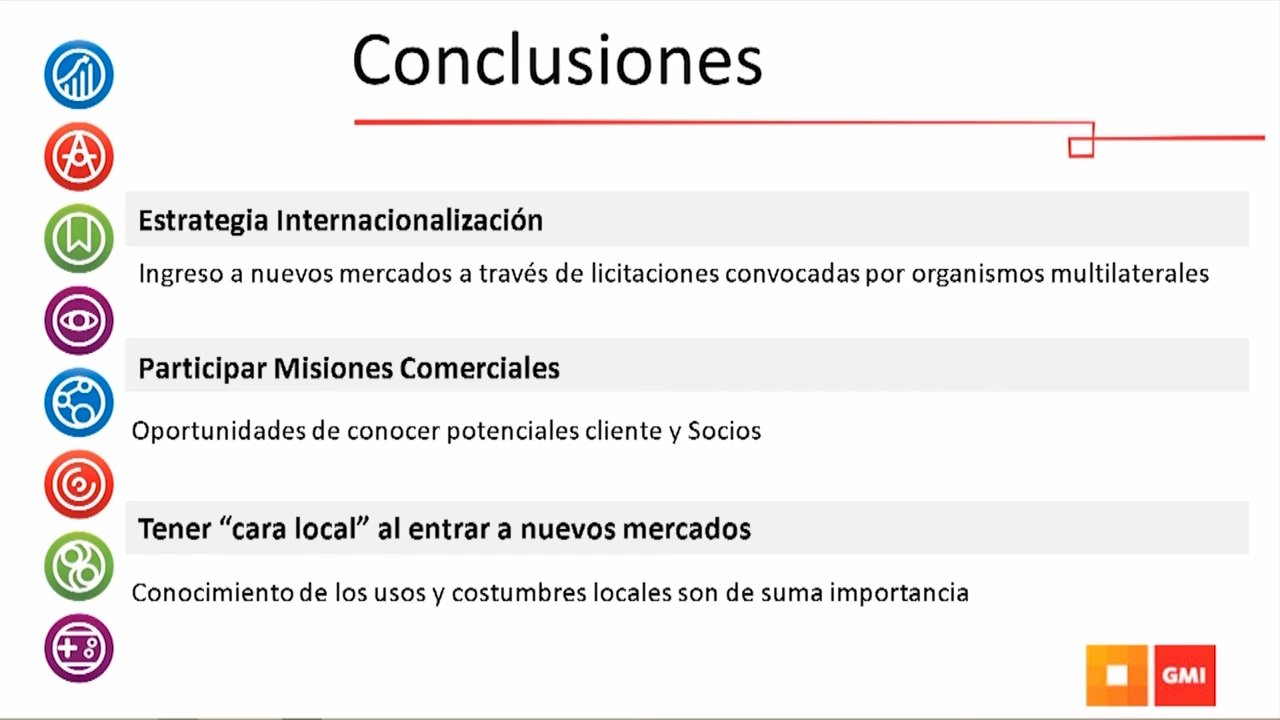 Conclusiones
Estrategia Internacionalización
Ingreso a nuevos mercados a través de licitaciones convocadas por organismos multilaterales
Participar Misiones Comerciales
Oportunidades de conocer potenciales cliente y Socios
Tener “cara local” al entrar a nuevos mercados
Conocimiento de los usos y costumbres locales son de suma importancia
GMI